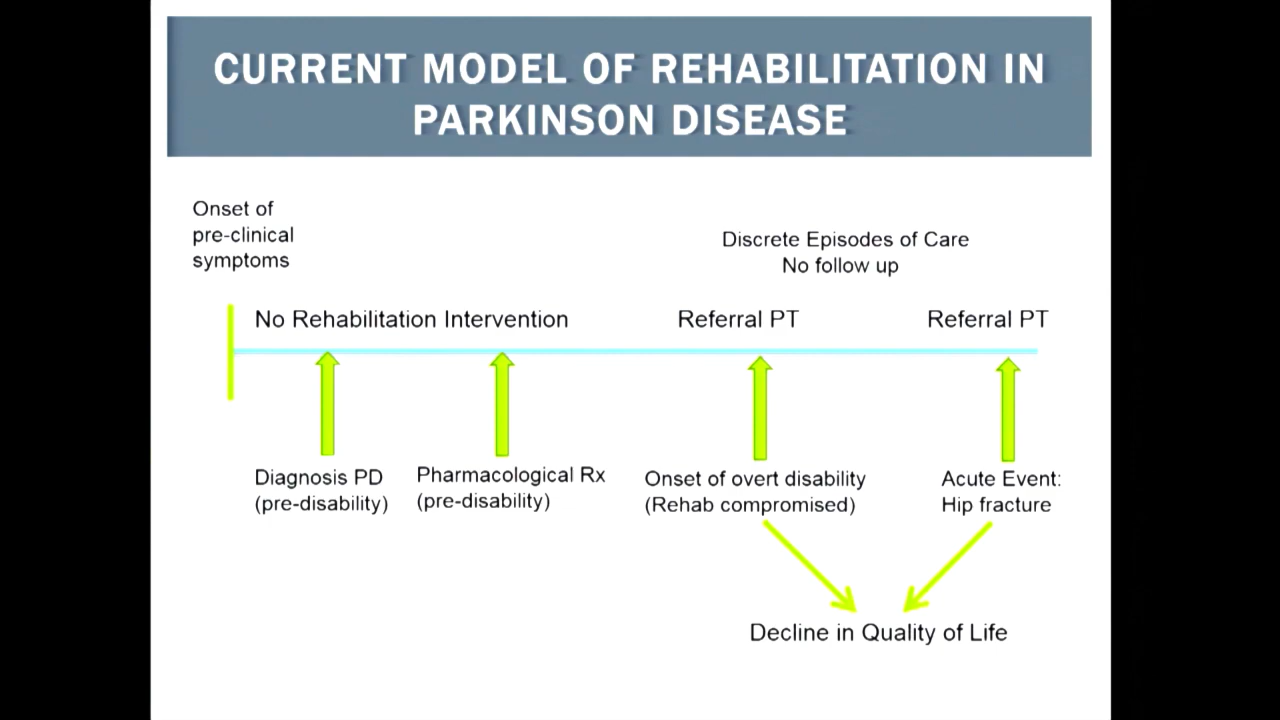 CURRENT MODEL OF REHABILITATION IN
PARKINSON DISEASE
Onset of
pre-clinical
symptoms
Discrete Episodes of Care
No follow up
No Rehabilitation Intervention
Referral PT
Referral PT
Diagnosis PD
(pre-disability)
Pharmacological Rx
(pre-disability)
Onset of overt disability
(Rehab compromised)
Acute Event:
Hip fracture
Decline in Quality of Life